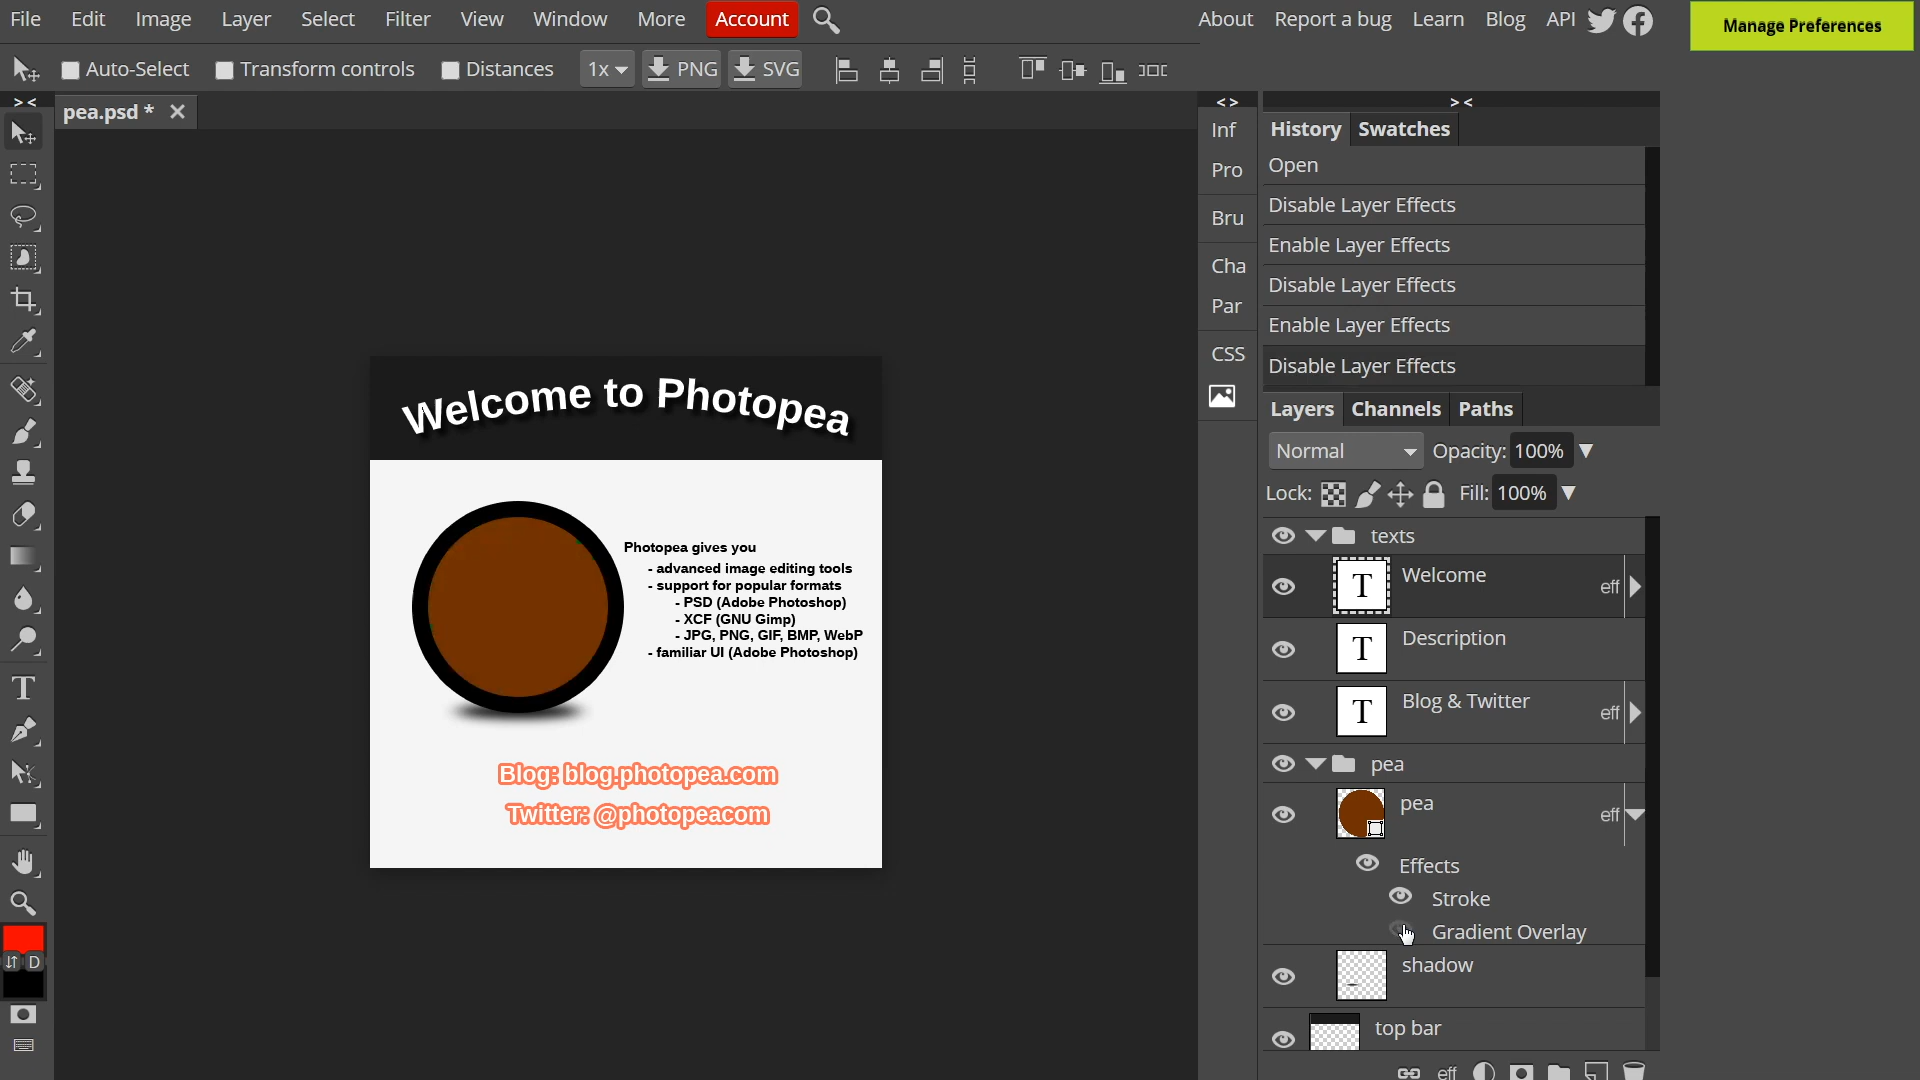 File Edit Image Layer Select Filter View Window More Account
About Report a bug Learn Blog API
Manage Preferences
Auto-Select Transform controls Distances 1x PNG SVG
> <
pea.psd *
< >
> <
Inf
Pro
Bru
Cha
Par
CSS
History Swatches
Open
Disable Layer Effects
Enable Layer Effects
Disable Layer Effects
Enable Layer Effects
Disable Layer Effects
Layers Channels Paths
Normal Opacity: 100%
Lock: Fill: 100%
texts
T Welcome eff
T Description
T Blog & Twitter eff
pea
pea eff
Effects
Stroke
Gradient Overlay
shadow
top bar
eff
T
D
Welcome to Photopea
Photopea gives you
- advanced image editing tools
- support for popular formats
- PSD (Adobe Photoshop)
- XCF (GNU Gimp)
- JPG, PNG, GIF, BMP, WebP
- familiar UI (Adobe Photoshop)
Blog: blog.photopea.com
Twitter: @photopeacom